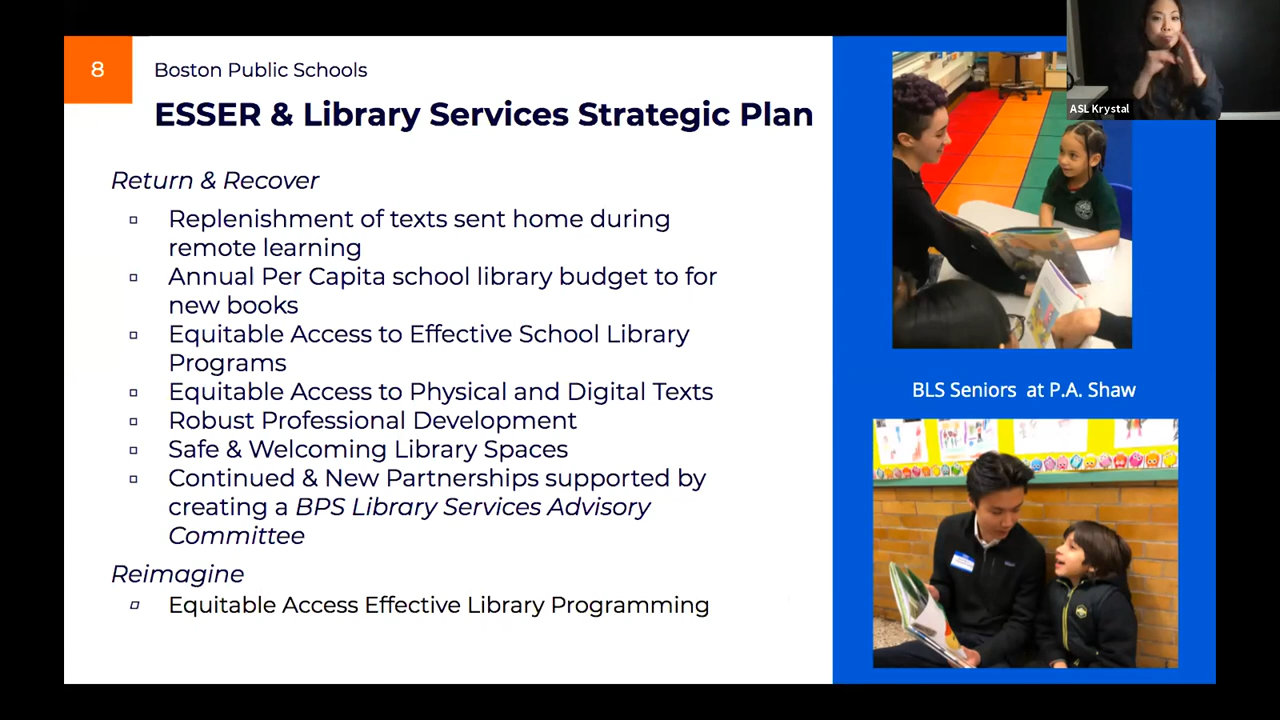 8
Boston Public Schools
ESSER & Library Services Strategic Plan
Return & Recover
▫ Replenishment of texts sent home during
remote learning
▫ Annual Per Capita school library budget to for
new books
▫ Equitable Access to Effective School Library
Programs
▫ Equitable Access to Physical and Digital Texts
▫ Robust Professional Development
▫ Safe & Welcoming Library Spaces
▫ Continued & New Partnerships supported by
creating a BPS Library Services Advisory
Committee
Reimagine
▫ Equitable Access Effective Library Programming
ASL Krystal
BLS Seniors at P.A. Shaw